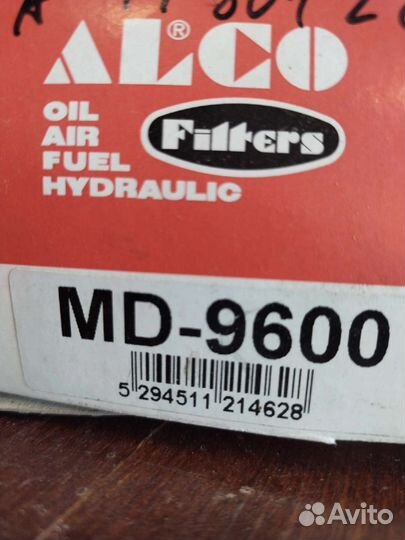 ALCO®
OIL
AIR
FUEL
HYDRAULIC
Filters
MD-9600
5 294511 214628
Avito